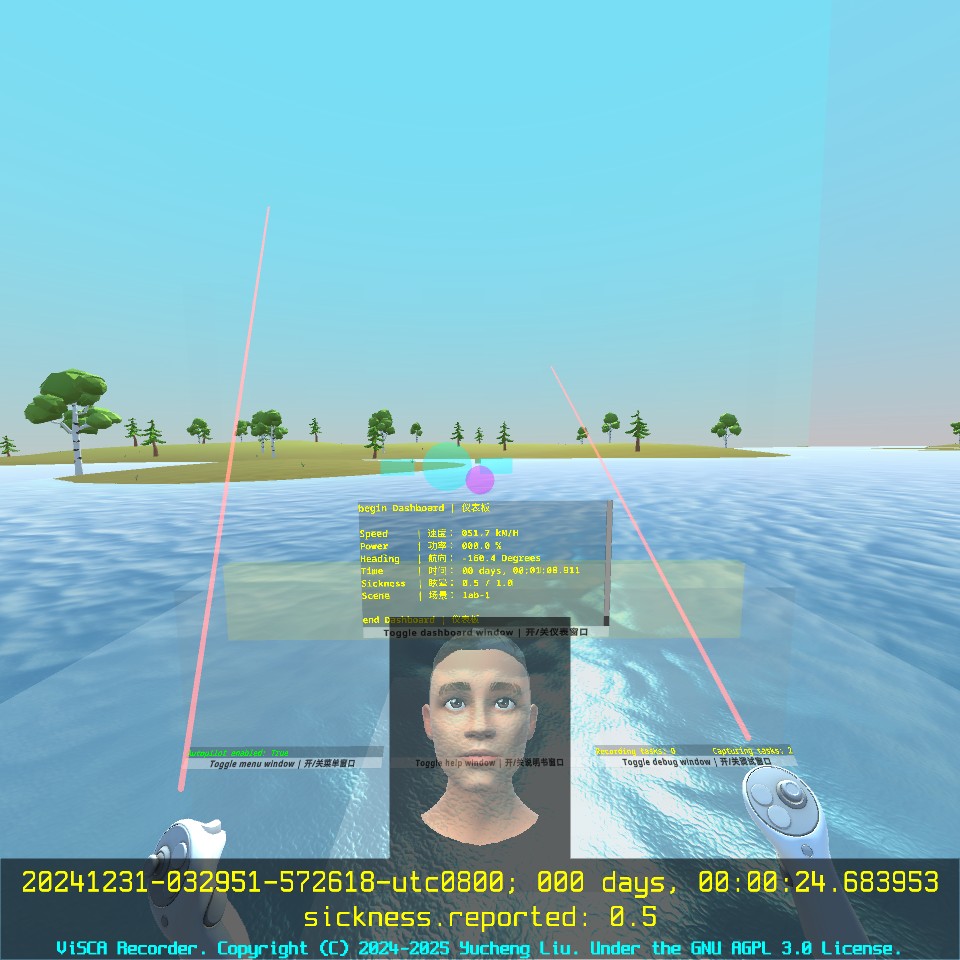 begin Dashboard | 仪表板
Speed | 速度： 051.7 kM/H
Power | 功率： 000.0 %
Heading | 航向： -160.4 Degrees
Time | 时间： 00 days, 00:01:08.911
Sickness | 眩晕： 0.5 / 1.0
Scene | 场景： lab-1
end Dashboard | 仪表板
Toggle dashboard window | 开/关仪表窗口
Autopilot enabled: True
Toggle menu window | 开/关菜单窗口
Toggle help window | 开/关说明书窗口
Recording tasks: 0 Capturing tasks: 2
Toggle debug window | 开/关调试窗口
20241231-032951-572618-utc0800; 000 days, 00:00:24.683953
sickness.reported: 0.5
ViSCA Recorder. Copyright (C) 2024-2025 Yucheng Liu. Under the GNU AGPL 3.0 License.